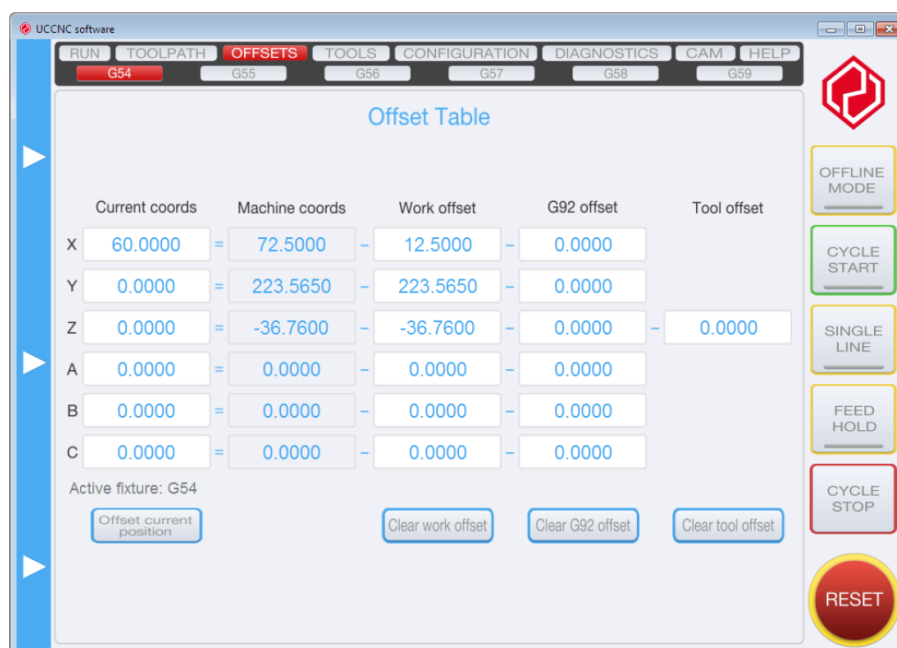 UCCNC software
RUN TOOLPATH OFFSETS TOOLS CONFIGURATION DIAGNOSTICS CAM HELP
G54 G55 G56 G57 G58 G59
Offset Table
Current coords Machine coords Work offset G92 offset Tool offset
X 60.0000 = 72.5000 - 12.5000 - 0.0000
Y 0.0000 = 223.5650 - 223.5650 - 0.0000
Z 0.0000 = -36.7600 - -36.7600 - 0.0000 - 0.0000
A 0.0000 = 0.0000 - 0.0000 - 0.0000
B 0.0000 = 0.0000 - 0.0000 - 0.0000
C 0.0000 = 0.0000 - 0.0000 - 0.0000
Active fixture: G54
Offset current
position
Clear work offset Clear G92 offset Clear tool offset
OFFLINE
MODE
CYCLE
START
SINGLE
LINE
FEED
HOLD
CYCLE
STOP
RESET